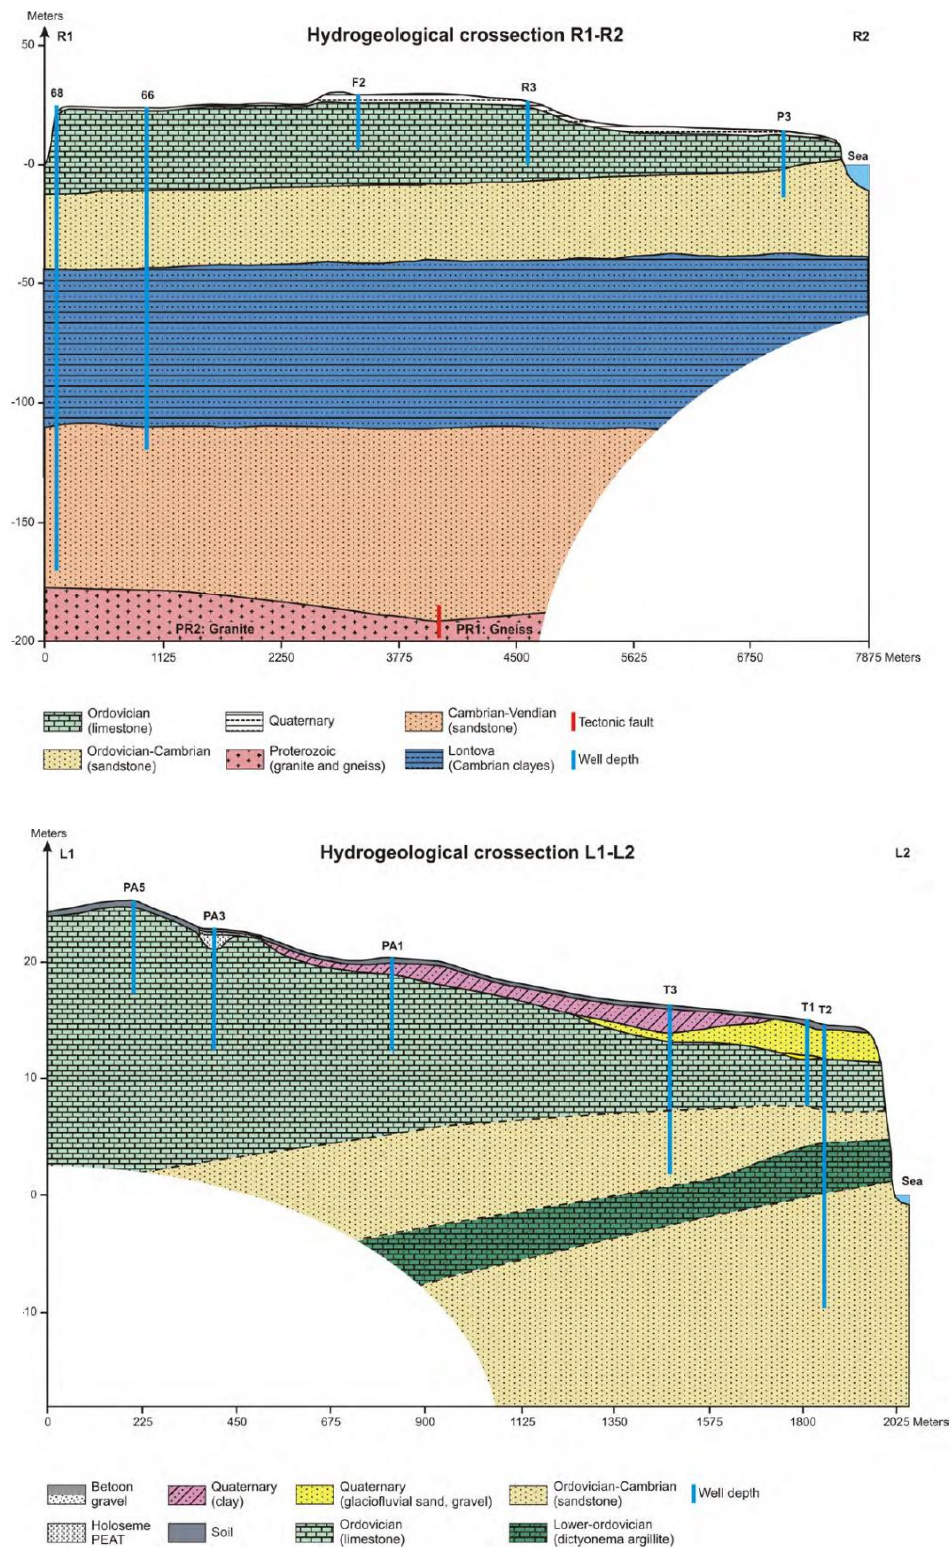 Meters
R1
Hydrogeological crossection R1-R2
R2
50
68
66
F2
R3
P3
-0
Sea
-50
-100
-150
PR2: Granite
PR1: Gneiss
-200
0
1125
2250
3775
4500
5625
6750
7875 Meters
Ordovician
(limestone)
Quaternary
Cambrian-Vendian
(sandstone)
Tectonic fault
Ordovician-Cambrian
(sandstone)
Proterozoic
(granite and gneiss)
Lontova
(Cambrian clayes)
Well depth
Meters
L1
Hydrogeological crossection L1-L2
L2
PA5
PA3
PA1
T3
T1 T2
20
10
0
Sea
-10
0
225
450
675
900
1125
1350
1575
1800
2025 Meters
Betoon
gravel
Quaternary
(clay)
Quaternary
(glaciofluvial sand, gravel)
Ordovician-Cambrian
(sandstone)
Well depth
Holoseme
PEAT
Soil
Ordovician
(limestone)
Lower-ordovician
(dictyonema argillite)